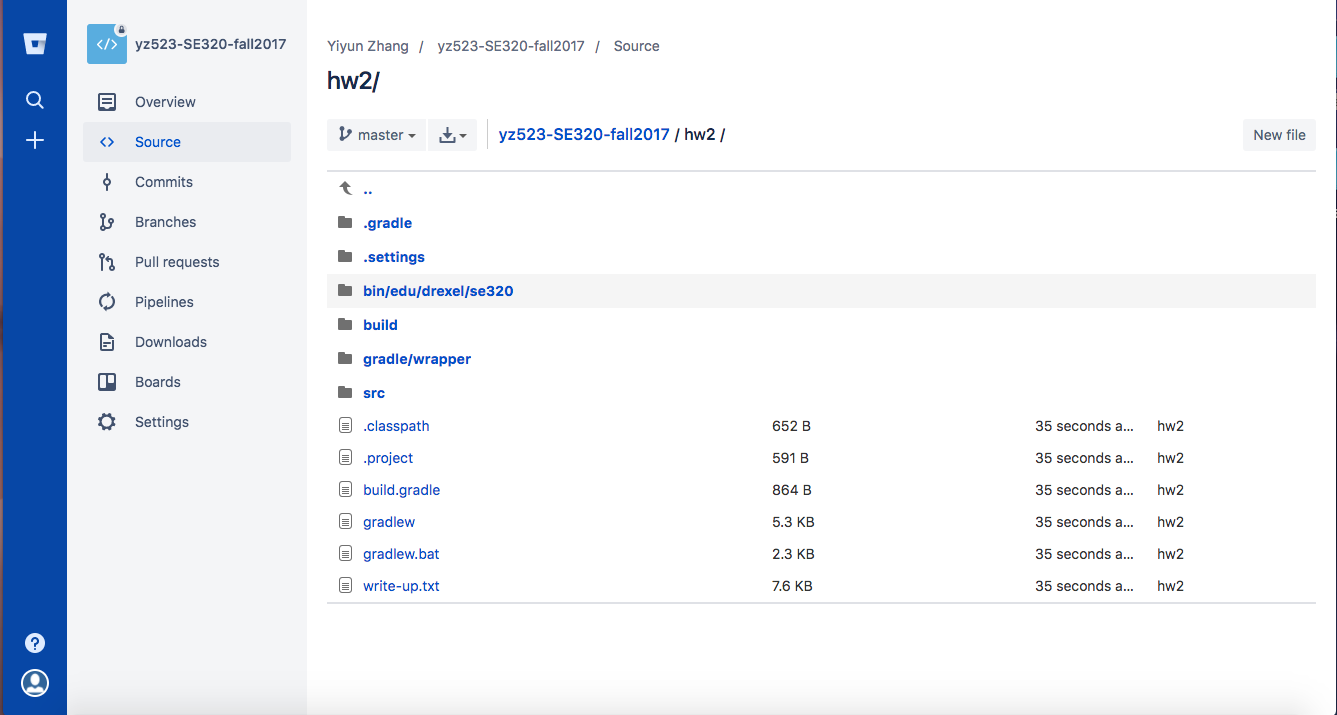 </> yz523-SE320-fall2017
Overview
Source
Commits
Branches
Pull requests
Pipelines
Downloads
Boards
Settings
?
Yiyun Zhang / yz523-SE320-fall2017 / Source
hw2/
master yz523-SE320-fall2017 / hw2 / New file
..
.gradle
.settings
bin/edu/drexel/se320
build
gradle/wrapper
src
.classpath 652 B 35 seconds a... hw2
.project 591 B 35 seconds a... hw2
build.gradle 864 B 35 seconds a... hw2
gradlew 5.3 KB 35 seconds a... hw2
gradlew.bat 2.3 KB 35 seconds a... hw2
write-up.txt 7.6 KB 35 seconds a... hw2